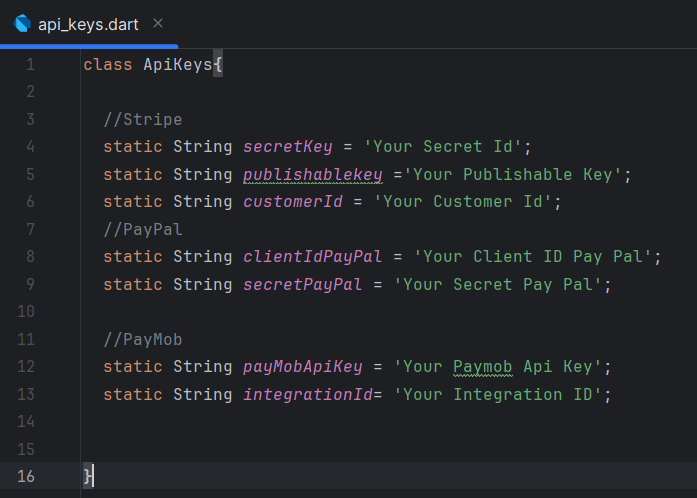 api_keys.dart
1 class ApiKeys{
2
3 //Stripe
4 static String secretKey = 'Your Secret Id';
5 static String publishablekey ='Your Publishable Key';
6 static String customerId = 'Your Customer Id';
7 //PayPal
8 static String clientIdPayPal = 'Your Client ID Pay Pal';
9 static String secretPayPal = 'Your Secret Pay Pal';
10
11 //PayMob
12 static String payMobApiKey = 'Your Paymob Api Key';
13 static String integrationId= 'Your Integration ID';
14
15
16 }